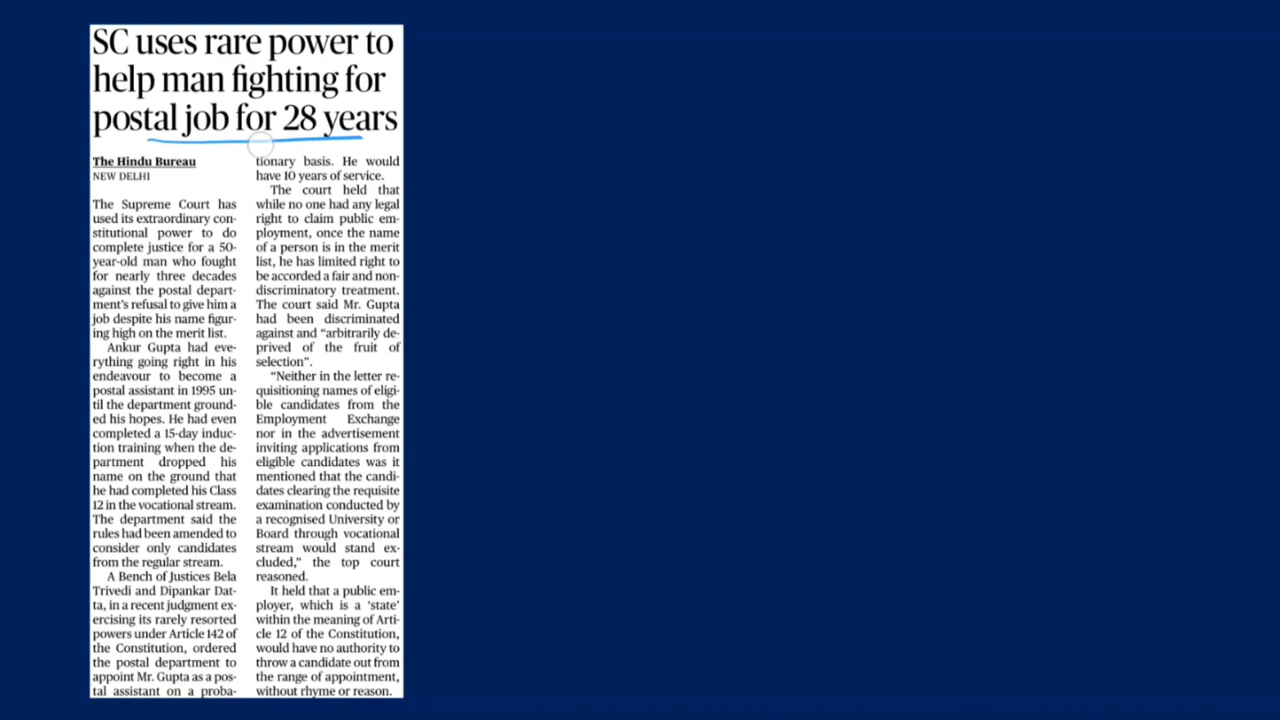 SC uses rare power to
help man fighting for
postal job for 28 years
The Hindu Bureau
NEW DELHI
The Supreme Court has
used its extraordinary con-
stitutional power to do
complete justice for a 50-
year-old man who fought
for nearly three decades
against the postal depart-
ment's refusal to give him a
job despite his name figur-
ing high on the merit list.
Ankur Gupta had eve-
rything going right in his
endeavour to become a
postal assistant in 1995 un-
til the department ground-
ed his hopes. He had even
completed a 15-day induc-
tion training when the de-
partment dropped his
name on the ground that
he had completed his Class
12 in the vocational stream.
The department said the
rules had been amended to
consider only candidates
from the regular stream.
A Bench of Justices Bela
Trivedi and Dipankar Dat-
ta, in a recent judgment ex-
ercising its rarely resorted
powers under Article 142 of
the Constitution, ordered
the postal department to
appoint Mr. Gupta as a pos-
tal assistant on a proba-
tionary basis. He would
have 10 years of service.
The court held that
while no one had any legal
right to claim public em-
ployment, once the name
of a person is in the merit
list, he has limited right to
be accorded a fair and non-
discriminatory treatment.
The court said Mr. Gupta
had been discriminated
against and “arbitrarily de-
prived of the fruit of
selection”.
“Neither in the letter re-
quisitioning names of eligi-
ble candidates from the
Employment Exchange
nor in the advertisement
inviting applications from
eligible candidates was it
mentioned that the candi-
dates clearing the requisite
examination conducted by
a recognised University or
Board through vocational
stream would stand ex-
cluded,” the top court
reasoned.
It held that a public em-
ployer, which is a ‘state’
within the meaning of Arti-
cle 12 of the Constitution,
would have no authority to
throw a candidate out from
the range of appointment,
without rhyme or reason.